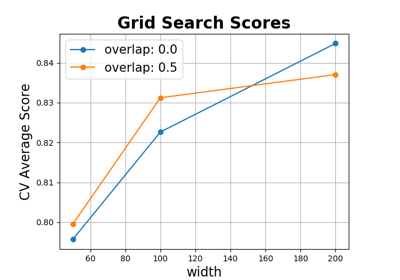 Grid Search Scores
overlap: 0.0
overlap: 0.5
CV Average Score
0.84
0.83
0.82
0.81
0.80
60 80 100 120 140 160 180 200
width